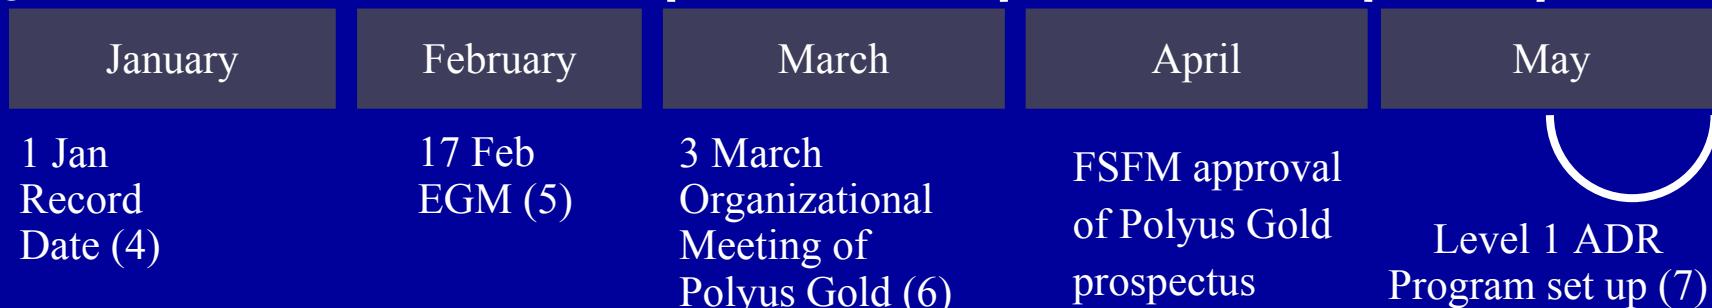 January
February
March
April
May
1 Jan
Record
Date (4)
17 Feb
EGM (5)
3 March
Organizational
Meeting of
Polyus Gold (6)
FSFM approval
of Polyus Gold
prospectus
Level 1 ADR
Program set up (7)